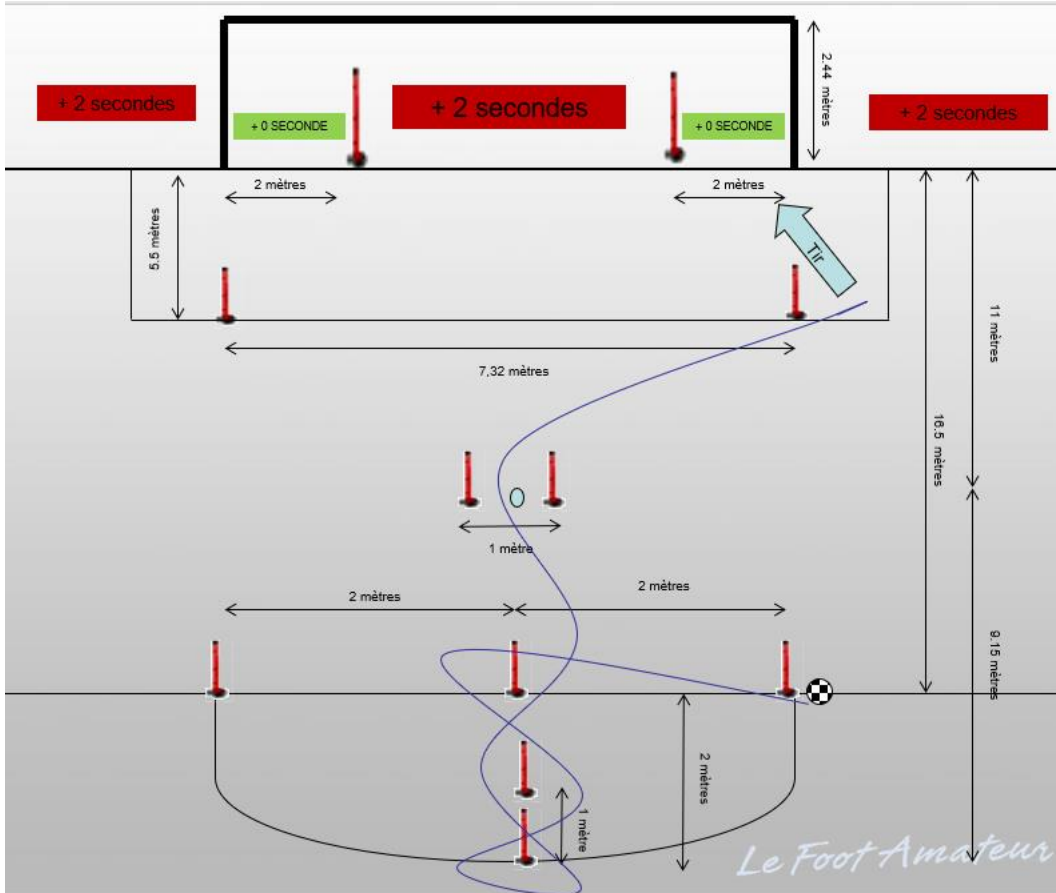 2.44 mètres
+ 2 secondes
+ 2 secondes
+ 2 secondes
+ 0 SECONDE
+ 0 SECONDE
2 mètres
2 mètres
5.5 mètres
Tir
11 mètres
7,32 mètres
16.5 mètres
1 mètre
2 mètres
2 mètres
9.15 mètres
2 mètres
1 mètre
Le Foot Amateur